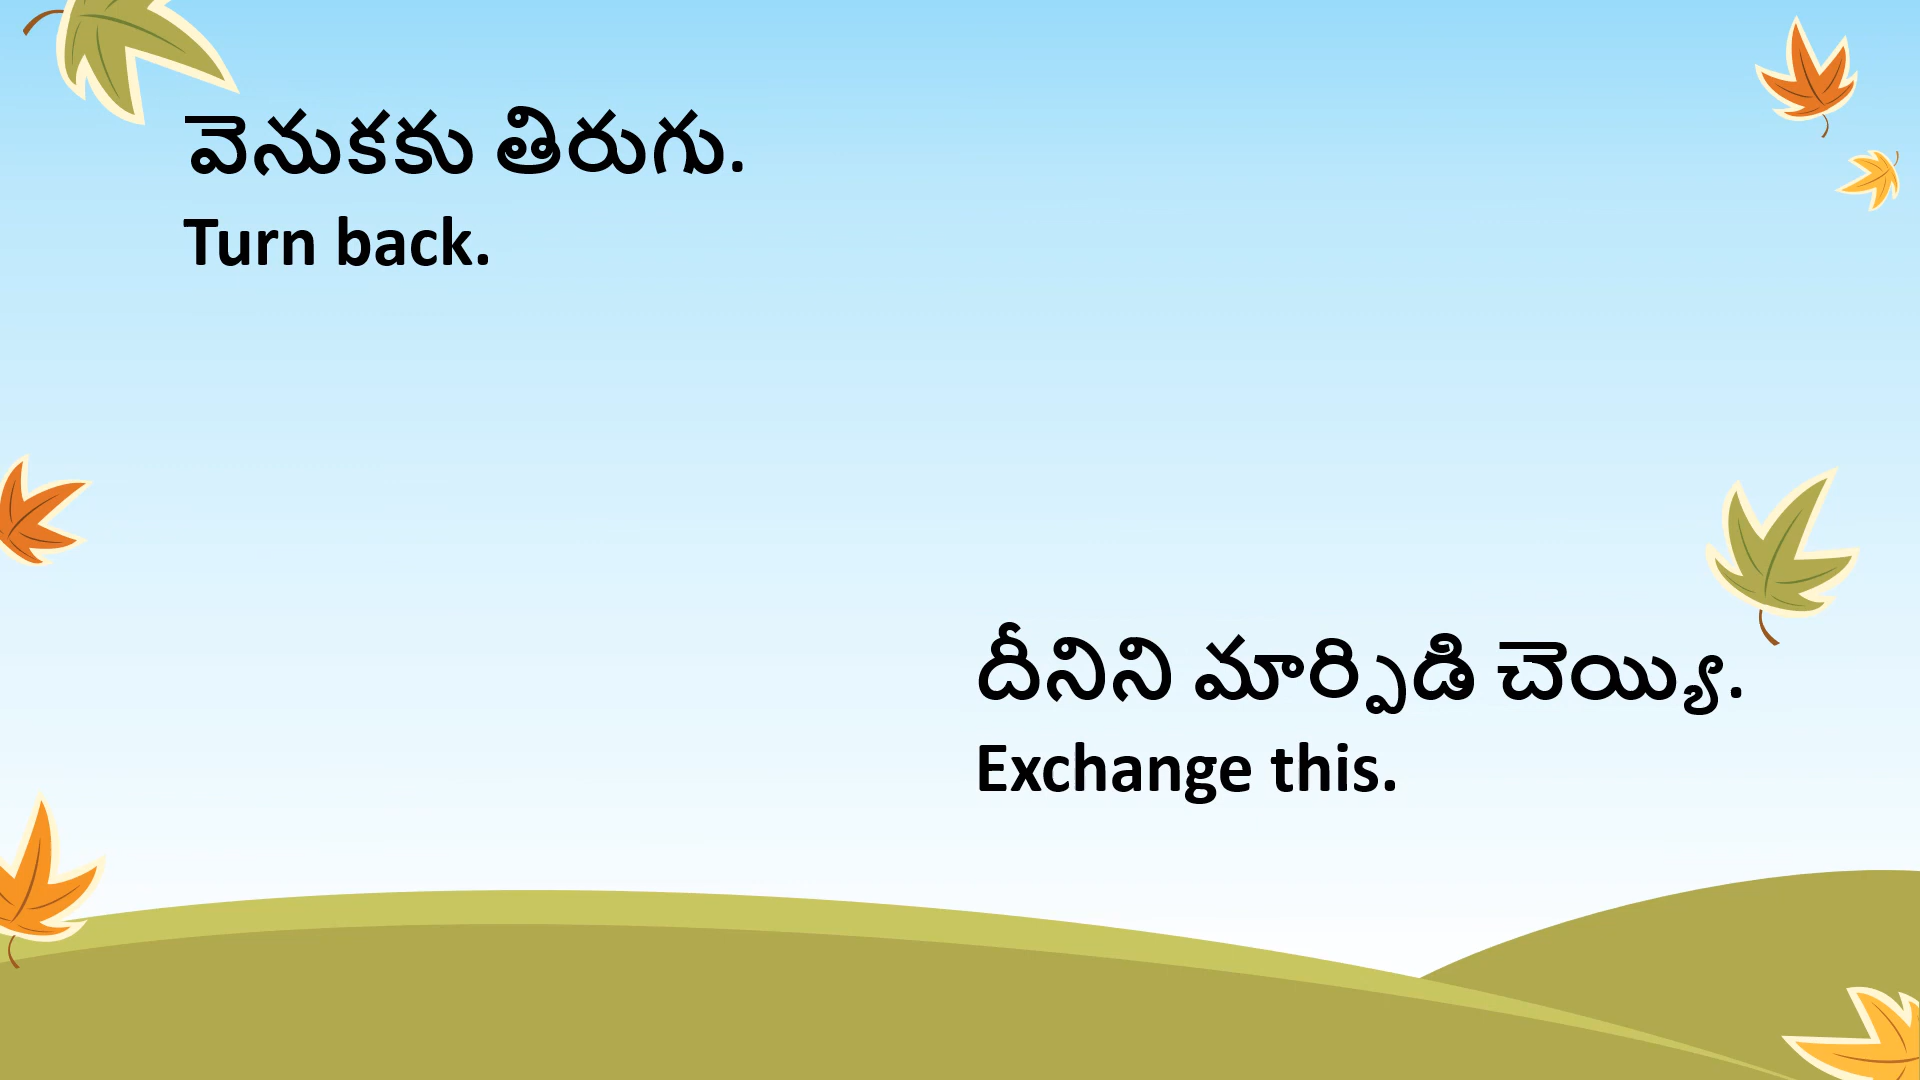 వెనుకకు తిరుగు.
Turn back.
దీనిని మార్పిడి చెయ్యి.
Exchange this.